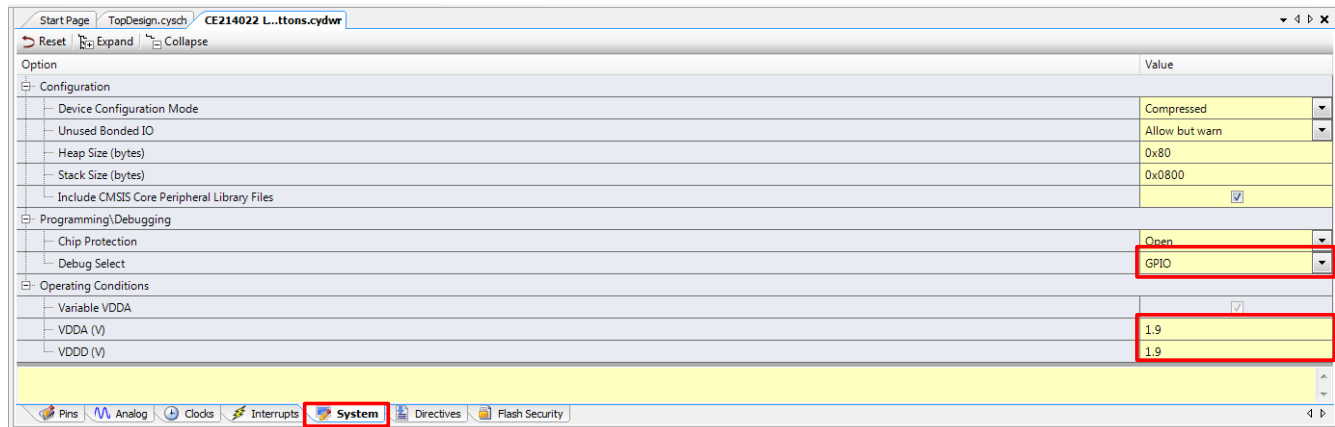 Start Page TopDesign.cysch CE214022 L...ttons.cydwr
Reset Expand Collapse
Option Value
Configuration
Device Configuration Mode Compressed
Unused Bonded IO Allow but warn
Heap Size (bytes) 0x80
Stack Size (bytes) 0x0800
Include CMSIS Core Peripheral Library Files
Programming\Debugging
Chip Protection Open
Debug Select GPIO
Operating Conditions
Variable VDDA
VDDA (V) 1.9
VDDD (V) 1.9
Pins Analog Clocks Interrupts System Directives Flash Security